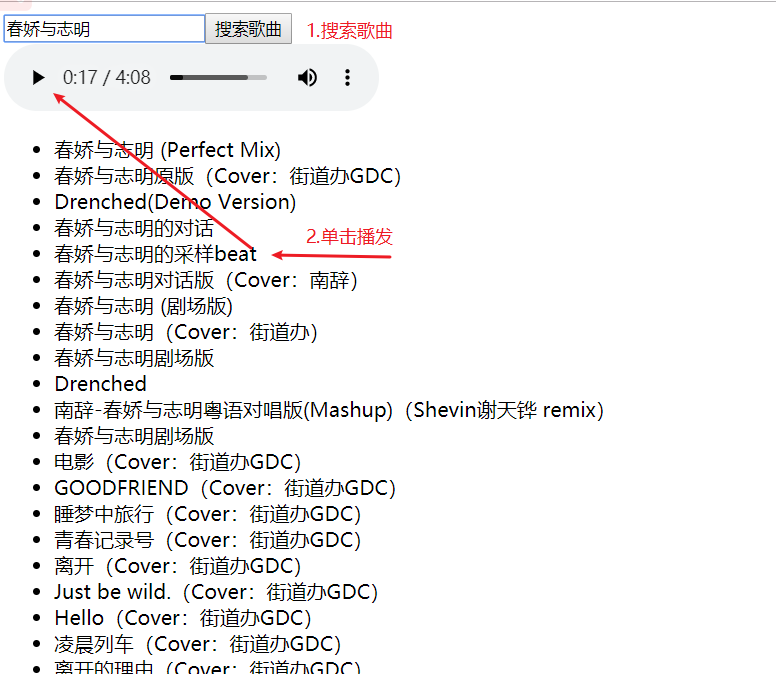 春娇与志明 搜索歌曲 1.搜索歌曲
0:17 / 4:08
春娇与志明 (Perfect Mix)
春娇与志明原版（Cover：街道办GDC）
Drenched(Demo Version)
春娇与志明的对话
2.单击播发
春娇与志明的采样beat
春娇与志明对话版（Cover：南辞）
春娇与志明 (剧场版)
春娇与志明（Cover：街道办）
春娇与志明剧场版
Drenched
南辞-春娇与志明粤语对唱版(Mashup)（Shevin谢天铧 remix）
春娇与志明剧场版
电影（Cover：街道办GDC）
GOODFRIEND（Cover：街道办GDC）
睡梦中旅行（Cover：街道办GDC）
青春记录号（Cover：街道办GDC）
离开（Cover：街道办GDC）
Just be wild.（Cover：街道办GDC）
Hello（Cover：街道办GDC）
凌晨列车（Cover：街道办GDC）
离开的理由（Cover：街道办GDC）